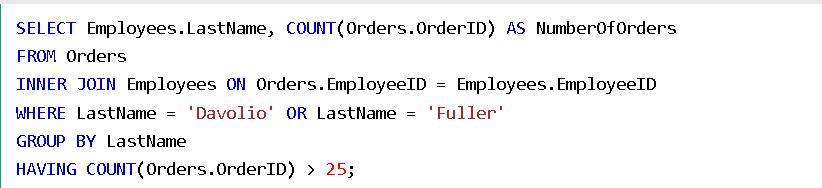 SELECT Employees.LastName, COUNT(Orders.OrderID) AS NumberOfOrders
FROM Orders
INNER JOIN Employees ON Orders.EmployeeID = Employees.EmployeeID
WHERE LastName = 'Davolio' OR LastName = 'Fuller'
GROUP BY LastName
HAVING COUNT(Orders.OrderID) > 25;